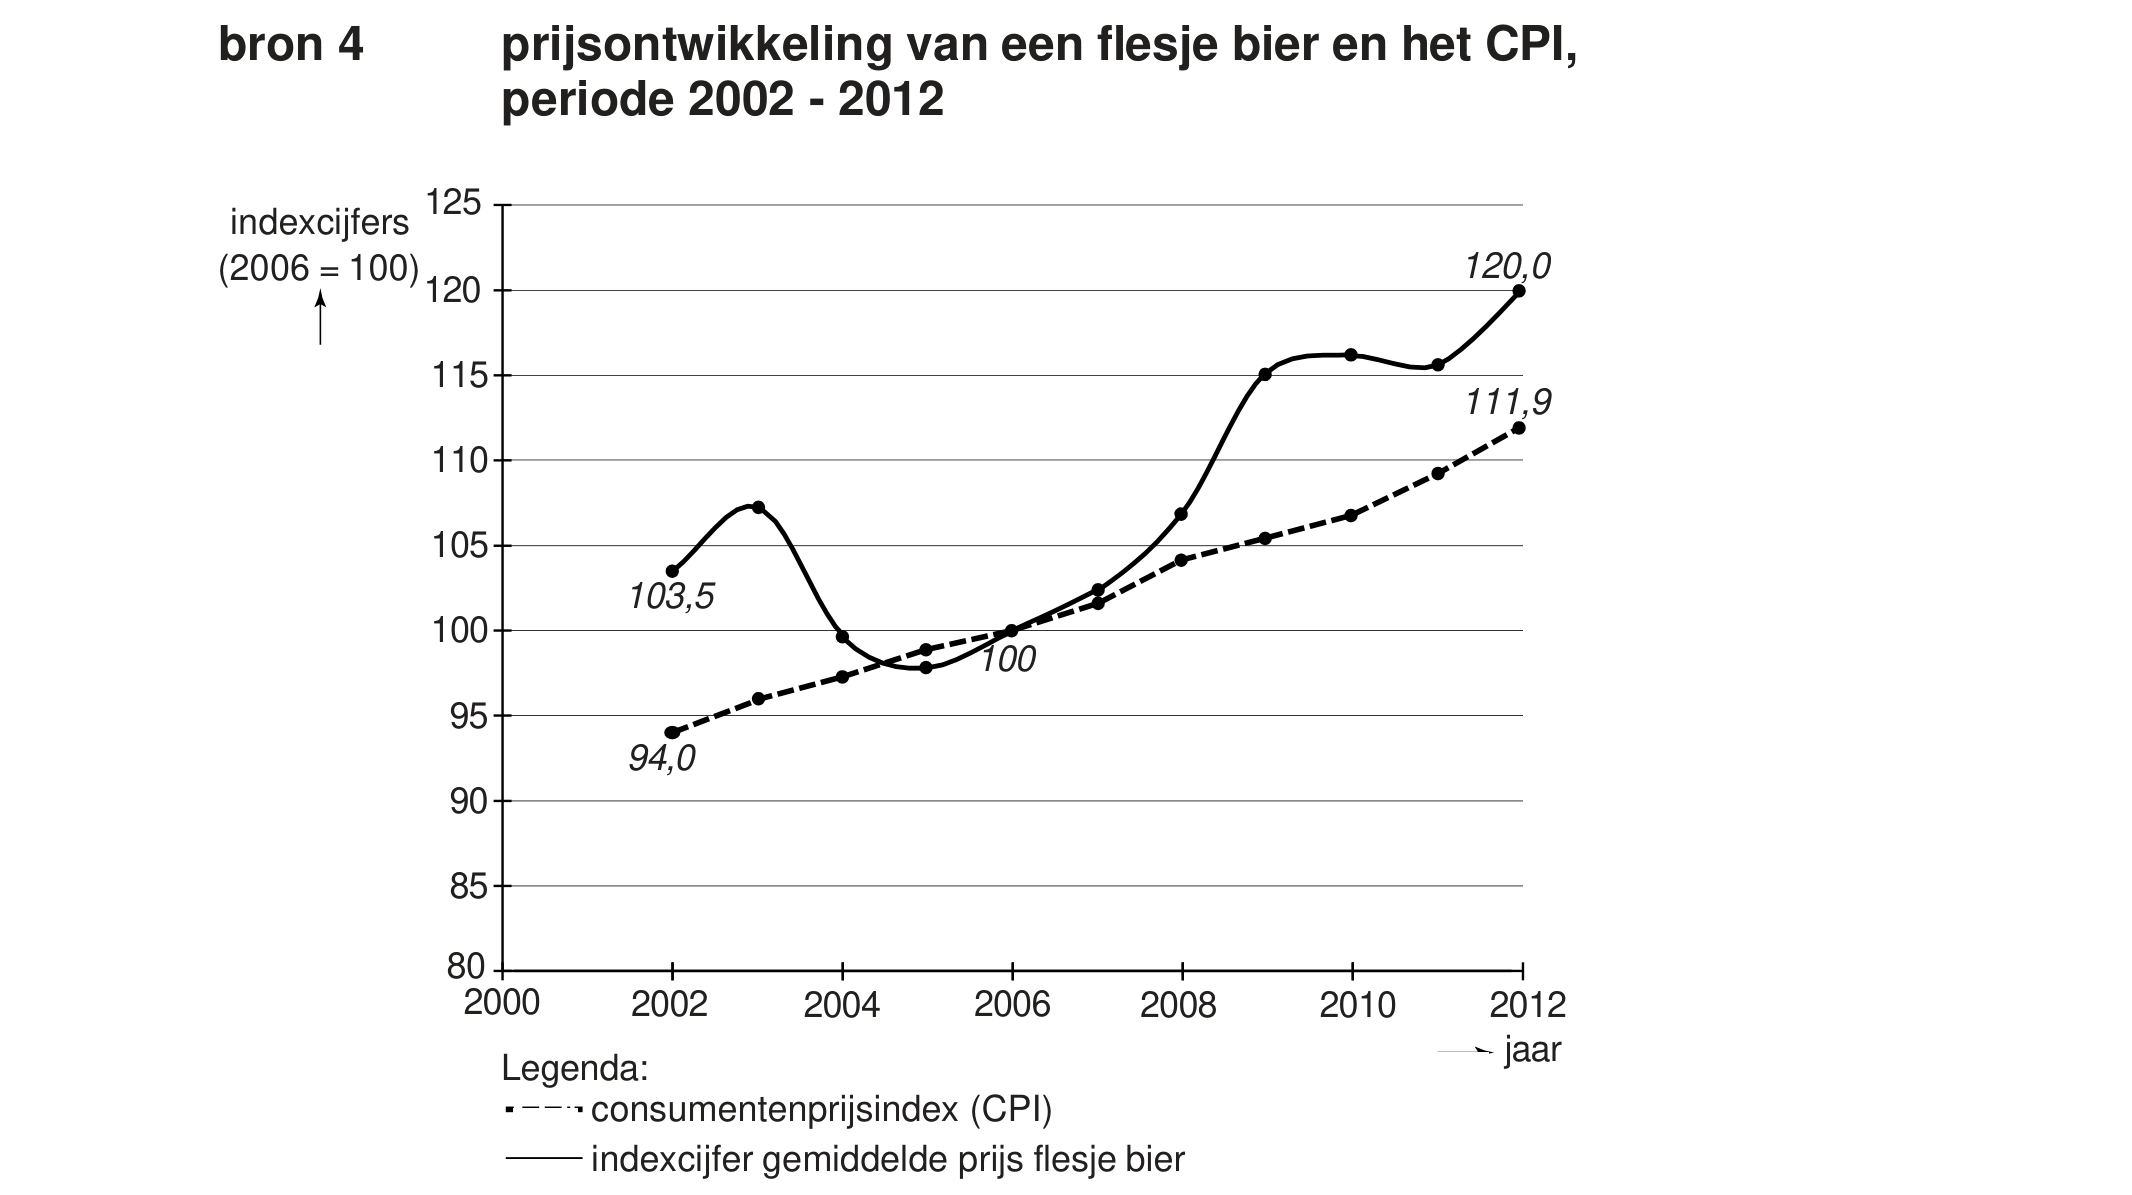 bron 4 prijsontwikkeling van een flesje bier en het CPI,
periode 2002 - 2012
indexcijfers
(2006 = 100)
125
120
115
110
105
100
95
90
85
80
120,0
111,9
103,5
100
94,0
2000 2002 2004 2006 2008 2010 2012
jaar
Legenda:
consumentenprijsindex (CPI)
indexcijfer gemiddelde prijs flesje bier